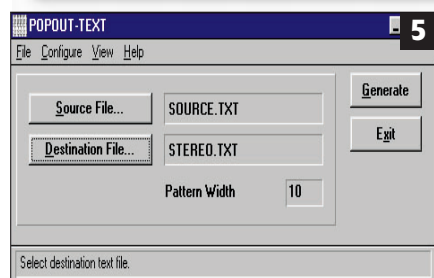 POPOUT-TEXT
5
File Configure View Help
Source File... SOURCE.TXT Generate
Destination File... STEREO.TXT Exit
Pattern Width 10
Select destination text file.